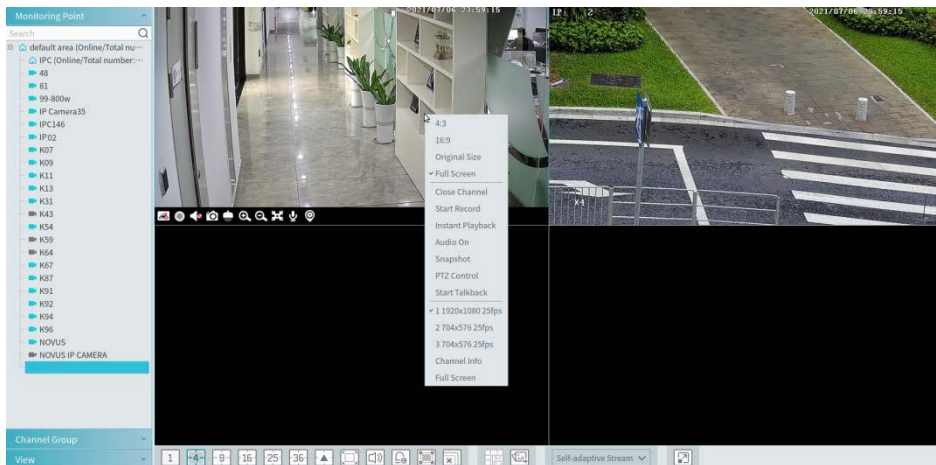 Monitoring Point
Search
default area (Online/Total nu···
IPC (Online/Total number:···
48
81
99-800w
IP Camera35
IPC146
IP02
K07
K09
K11
K13
K31
K43
K54
K59
K64
K67
K87
K91
K92
K94
K96
NOVUS
NOVUS IP CAMERA
Channel Group
View
2021/07/06 23:59:15
IP: 2
2021/07/06 23:59:15
X4
4:3
16:9
Original Size
Full Screen
Close Channel
Start Record
Instant Playback
Audio On
Snapshot
PTZ Control
Start Talkback
1 1920x1080 25fps
2 704x576 25fps
3 704x576 25fps
Channel Info
Full Screen
1
4
9
16
25
36
Self-adaptive Stream